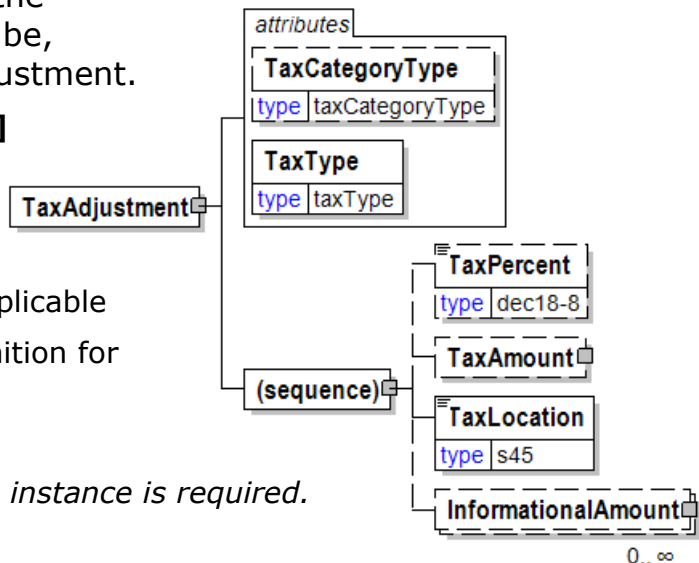 the
be,
ustment.
]
plicable
nition for
instance is required.
TaxAdjustment
attributes
TaxCategoryType
type taxCategoryType
TaxType
type taxType
(sequence)
TaxPercent
type dec18-8
TaxAmount
TaxLocation
type s45
InformationalAmount
0..∞